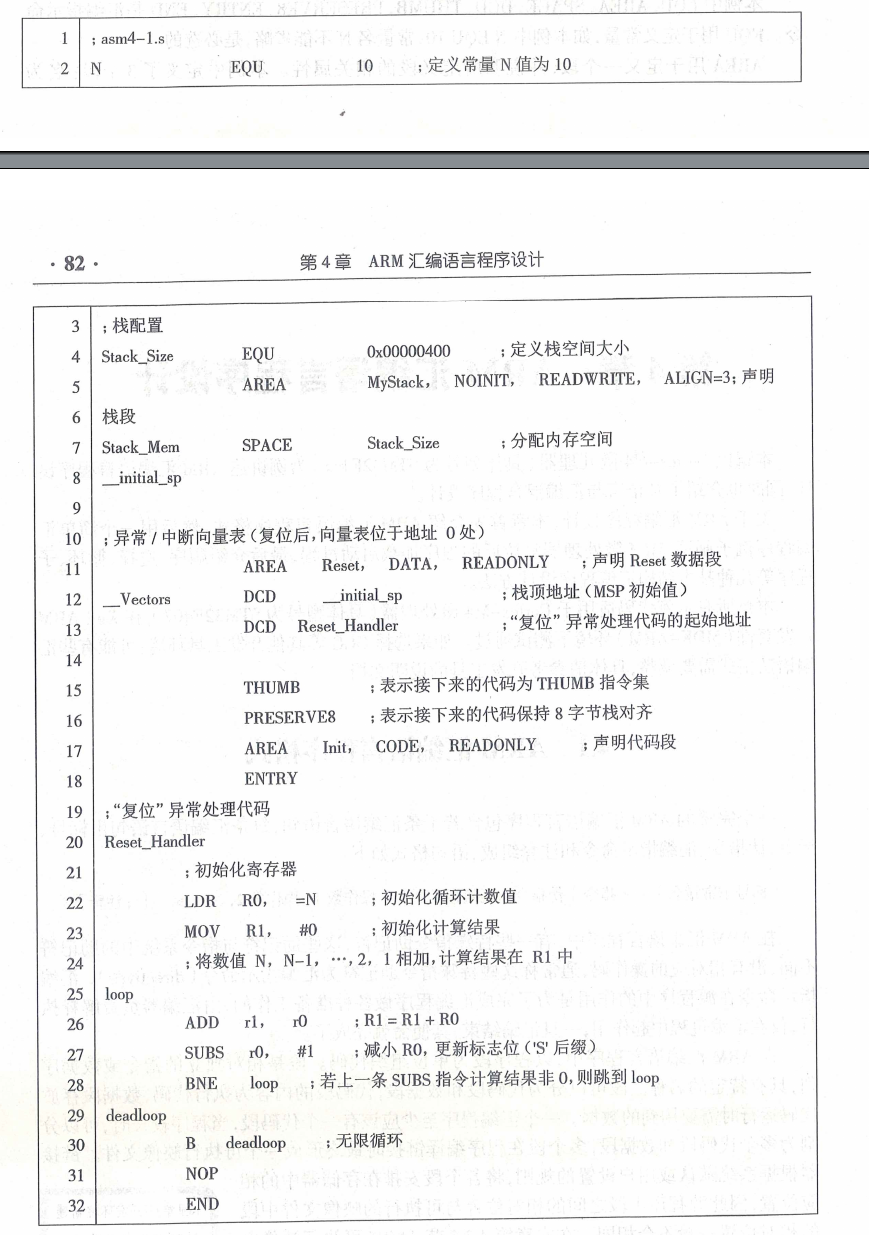 1 ; asm4-1.s
2 N EQU 10 ;定义常量 N 值为 10
· 82 · 第 4 章 ARM 汇编语言程序设计
3 ;栈配置
4 Stack_Size EQU 0x00000400 ;定义栈空间大小
5 AREA MyStack, NOINIT, READWRITE, ALIGN=3;声明
6 栈段
7 Stack_Mem SPACE Stack_Size ;分配内存空间
8 __initial_sp
9
10 ;异常/中断向量表(复位后,向量表位于地址 0处)
11 AREA Reset, DATA, READONLY ;声明 Reset 数据段
12 __Vectors DCD __initial_sp ;栈顶地址(MSP 初始值)
13 DCD Reset_Handler ;“复位”异常处理代码的起始地址
14
15 THUMB ;表示接下来的代码为 THUMB 指令集
16 PRESERVE8 ;表示接下来的代码保持 8 字节栈对齐
17 AREA Init, CODE, READONLY ;声明代码段
18 ENTRY
19 ;“复位”异常处理代码
20 Reset_Handler
21 ;初始化寄存器
22 LDR R0, =N ;初始化循环计数值
23 MOV R1, #0 ;初始化计算结果
24 ;将数值 N, N-1, …, 2, 1 相加,计算结果在 R1 中
25 loop
26 ADD r1, r0 ;R1=R1+R0
27 SUBS r0, #1 ;减小 R0,更新标志位('S'后缀)
28 BNE loop ;若上一条 SUBS 指令计算结果非 0,则跳到 loop
29 deadloop
30 B deadloop ;无限循环
31 NOP
32 END